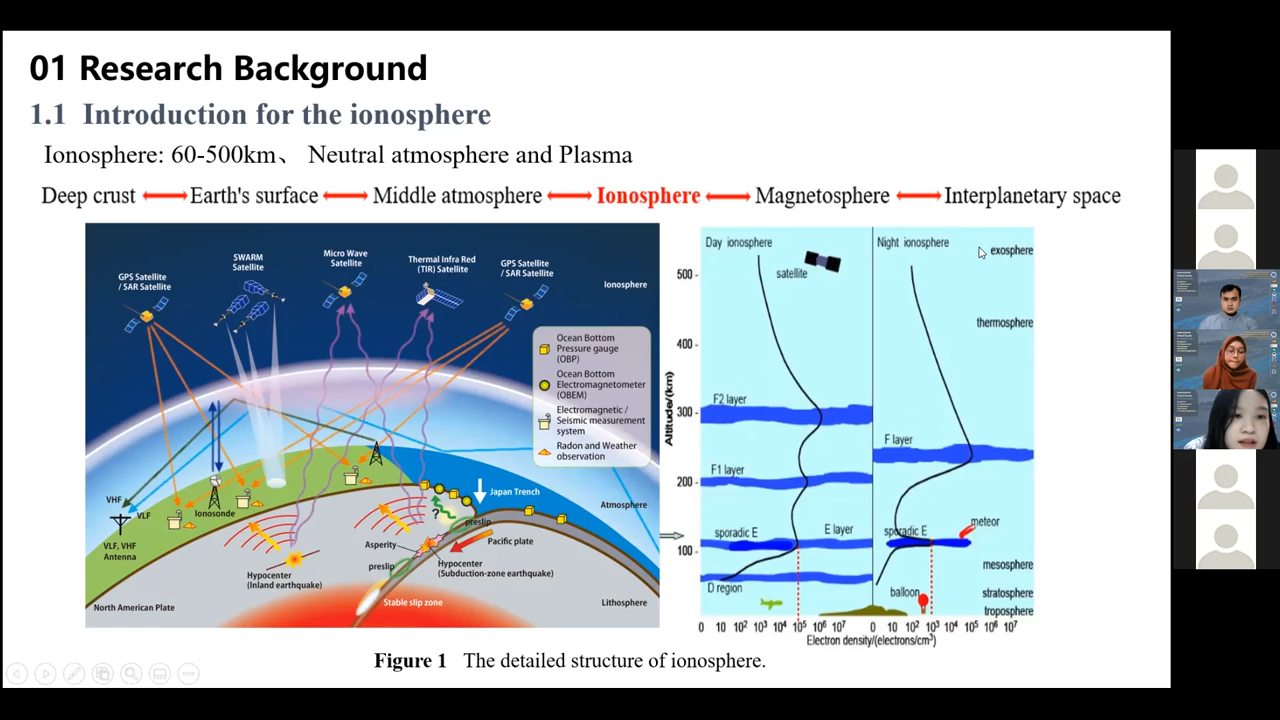 01 Research Background
1.1 Introduction for the ionosphere
Ionosphere: 60-500km、 Neutral atmosphere and Plasma
Deep crust Earth's surface Middle atmosphere Ionosphere Magnetosphere Interplanetary space
GPS Satellite
/ SAR Satellite
SWARM
Satellite
Micro Wave
Satellite
Thermal Infra Red
(TIR) Satellite
GPS Satellite
/ SAR Satellite
Ionosphere
Ocean Bottom
Pressure gauge
(OBP)
Ocean Bottom
Electromagnetometer
(OBEM)
Electromagnetic /
Seismic measurement
system
Radon and Weather
observation
VHF
VLF
VLF, VHF
Antenna
Ionosonde
Japan Trench
Atmosphere
?
preslip
Pacific plate
Asperity
preslip
Hypocenter
(Subduction-zone earthquake)
Hypocenter
(Inland earthquake)
Stable slip zone
North American Plate
Lithosphere
Day ionosphere
Night ionosphere
exosphere
satellite
500
thermosphere
400
Altitude/(km)
F2 layer
300
F layer
F1 layer
200
sporadic E
E layer
sporadic E
meteor
100
mesosphere
D region
balloon
stratosphere
troposphere
0 10 10² 10³ 10⁴ 10⁵ 10⁶ 10⁷ 0 10 10² 10³ 10⁴ 10⁵ 10⁶ 10⁷
Electron density/(electrons/cm³)
Figure 1 The detailed structure of ionosphere.